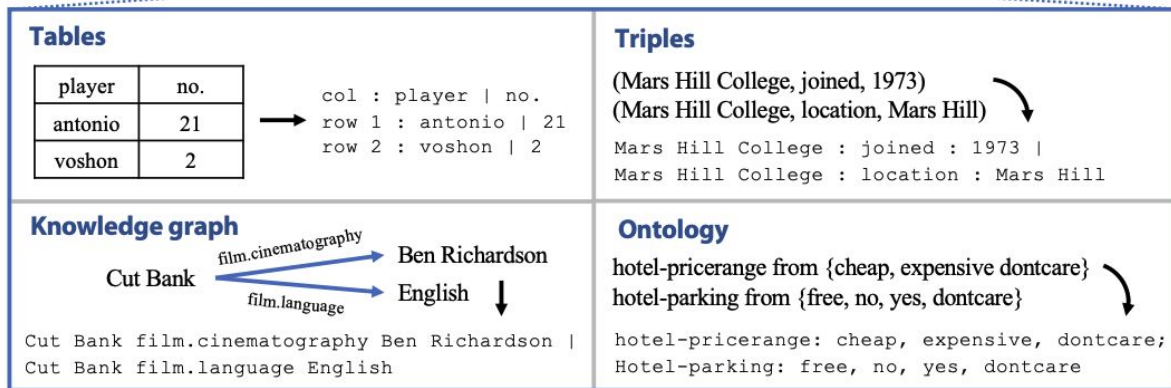 Tables
player no.
antonio 21
voshon 2
col : player | no.
row 1 : antonio | 21
row 2 : voshon | 2
Triples
(Mars Hill College, joined, 1973)
(Mars Hill College, location, Mars Hill)
Mars Hill College : joined : 1973 |
Mars Hill College : location : Mars Hill
Knowledge graph
Cut Bank
film.cinematography
Ben Richardson
film.language
English
Cut Bank film.cinematography Ben Richardson |
Cut Bank film.language English
Ontology
hotel-pricerange from {cheap, expensive dontcare}
hotel-parking from {free, no, yes, dontcare}
hotel-pricerange: cheap, expensive, dontcare;
Hotel-parking: free, no, yes, dontcare